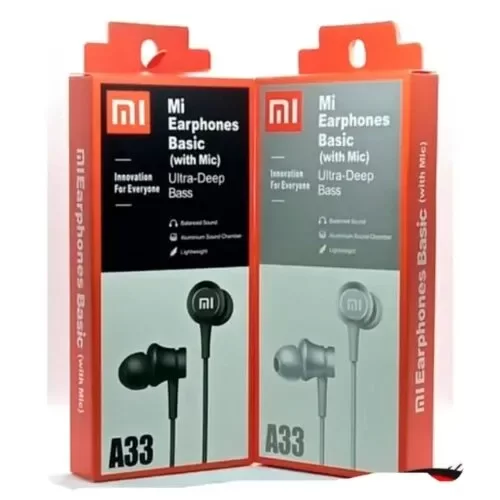 MI Earphones Basic (with Mic)
mi
Mi
Earphones
Basic
(with Mic)
Innovation
For Everyone
Ultra-Deep
Bass
Balanced Sound
Aluminium Sound Chamber
Lightweight
mi
A33
mi
Mi
Earphones
Basic
(with Mic)
Innovation
For Everyone
Ultra-Deep
Bass
Balanced Sound
Aluminium Sound Chamber
Lightweight
mi
A33
MI Earphones Basic (with Mic)